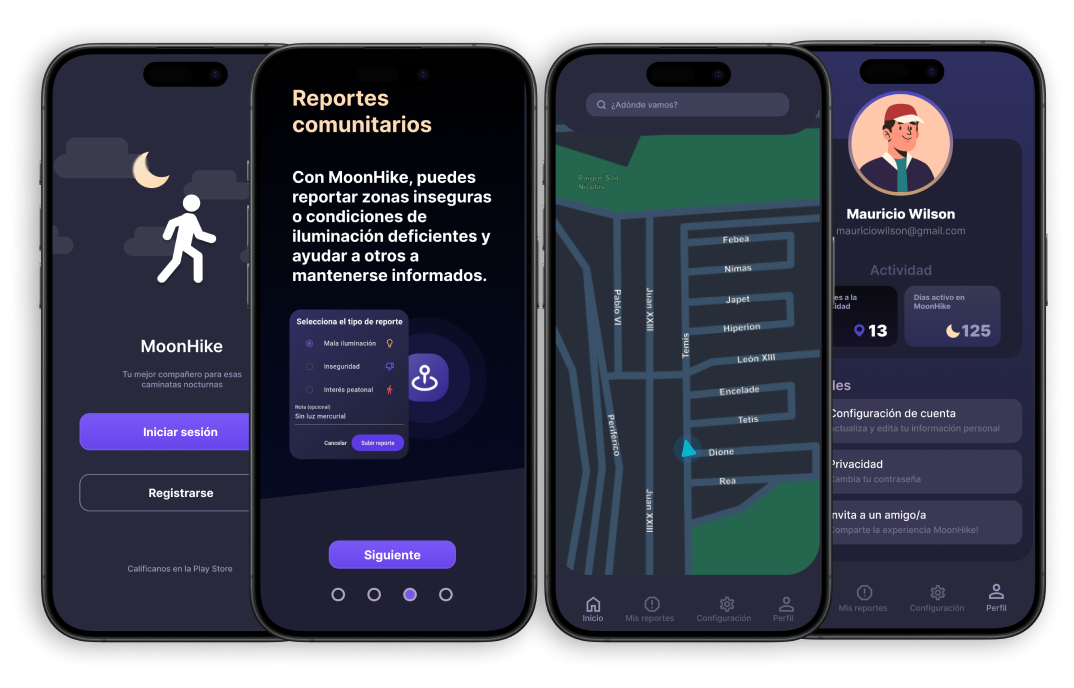 MoonHike
Tu mejor compañero para esas
caminatas nocturnas
Iniciar sesión
Registrarse
Calificanos en la Play Store
Reportes
comunitarios
Con MoonHike, puedes
reportar zonas inseguras
o condiciones de
iluminación deficientes y
ayudar a otros a
mantenerse informados.
Selecciona el tipo de reporte
Mala iluminación
Inseguridad
Interés peatonal
Nota (opcional)
Sin luz mercurial
Cancelar
Subir reporte
Siguiente
¿Adónde vamos?
Parque San
Nicolás
Febea
Nimas
Japet
Hiperion
León XIII
Encelade
Tetis
Dione
Rea
Pablo VI
Juan XXIII
Temis
Periférico
Juan XXIII
Inicio
Mis reportes
Configuración
Perfil
Mauricio Wilson
mauriciowilson@gmail.com
Actividad
es a la
idad
13
Días activo en
MoonHike
125
les
Configuración de cuenta
Actualiza y edita tu información personal
Privacidad
Cambia tu contraseña
Invita a un amigo/a
Comparte la experiencia MoonHike!
Mis reportes
Configuración
Perfil